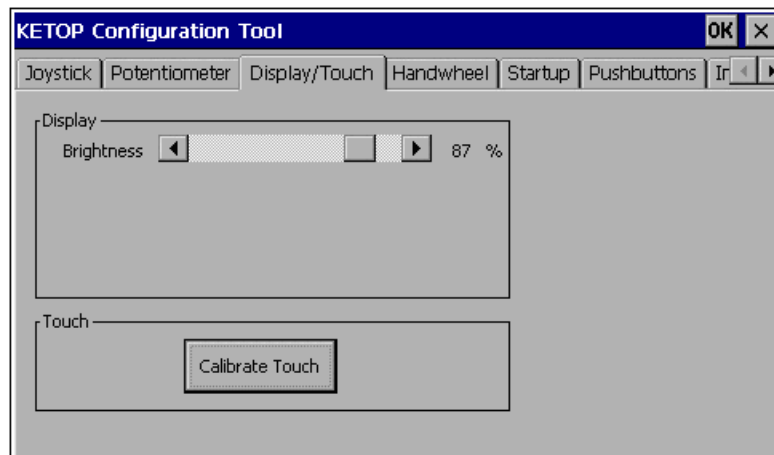 KETOP Configuration Tool OK ×
Joystick Potentiometer Display/Touch Handwheel Startup Pushbuttons
Display
Brightness 87 %
Touch
Calibrate Touch